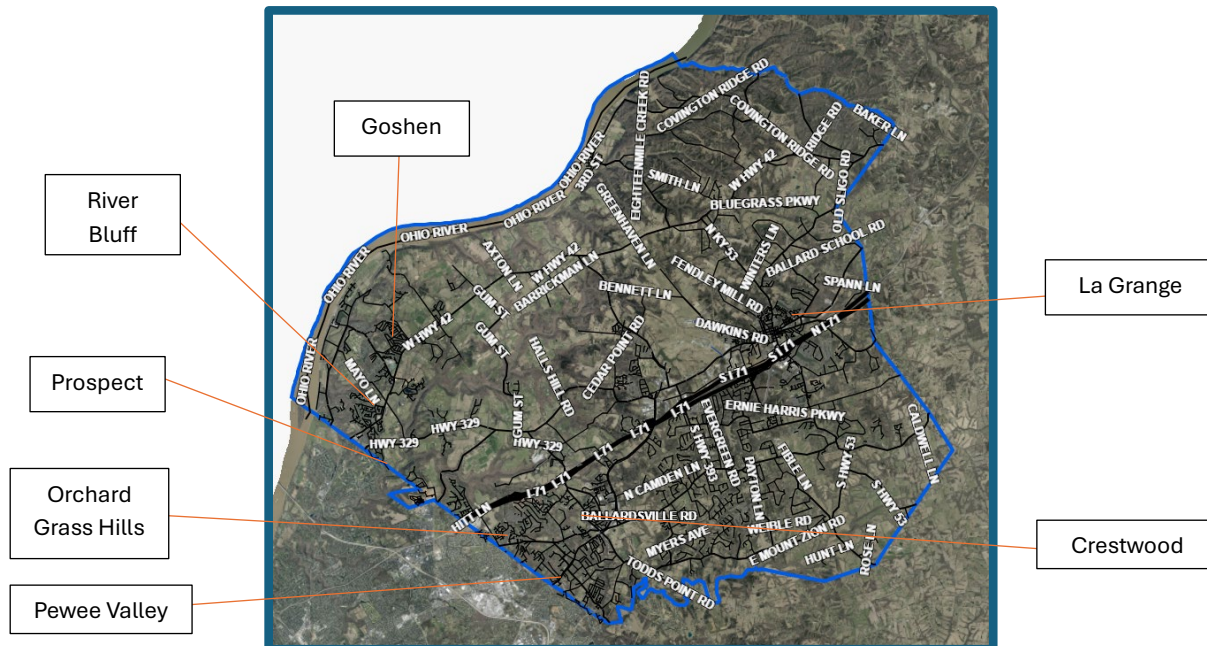 Goshen
River
Bluff
Prospect
Orchard
Grass Hills
Pewee Valley
La Grange
Crestwood
COVINGTON RIDGE RD
COVINGTON RIDGE RD
RIDGE RD
BAKER LN
EIGHTEENMILE CREEK RD
OHIO RIVER
3RD ST
SMITH LN
W HWY 42
OLD SLIGO RD
BLUEGRASS PKWY
GREENHAVEN LN
OHIO RIVER
OHIO RIVER
OHIO RIVER
OHIO RIVER
AXTON LN
W HWY 42
BARRICKMAN LN
N KY 53
WINTERS LN
BALLARD SCHOOL RD
FENDLEY MILL RD
SPANN LN
BENNETT LN
GUM ST
W HWY 42
GUM ST
HALLS HILL RD
CEDAR POINT RD
DAWKINS RD
N I 71
S I 71
S I 71
I 71
I 71
MAYO LN
HWY 329
HWY 329
GUM ST
EVERGREEN RD
ERNIE HARRIS PKWY
S HWY 393
CALDWELL LN
N CAMDEN LN
PAYTON LN
FIBLE LN
S HWY 53
S HWY 53
I 71
I 71
HITT LN
BALLARDSVILLE RD
WEIBLE RD
MYERS AVE
E MOUNT ZION RD
HUNT LN
ROSE LN
TODDS POINT RD